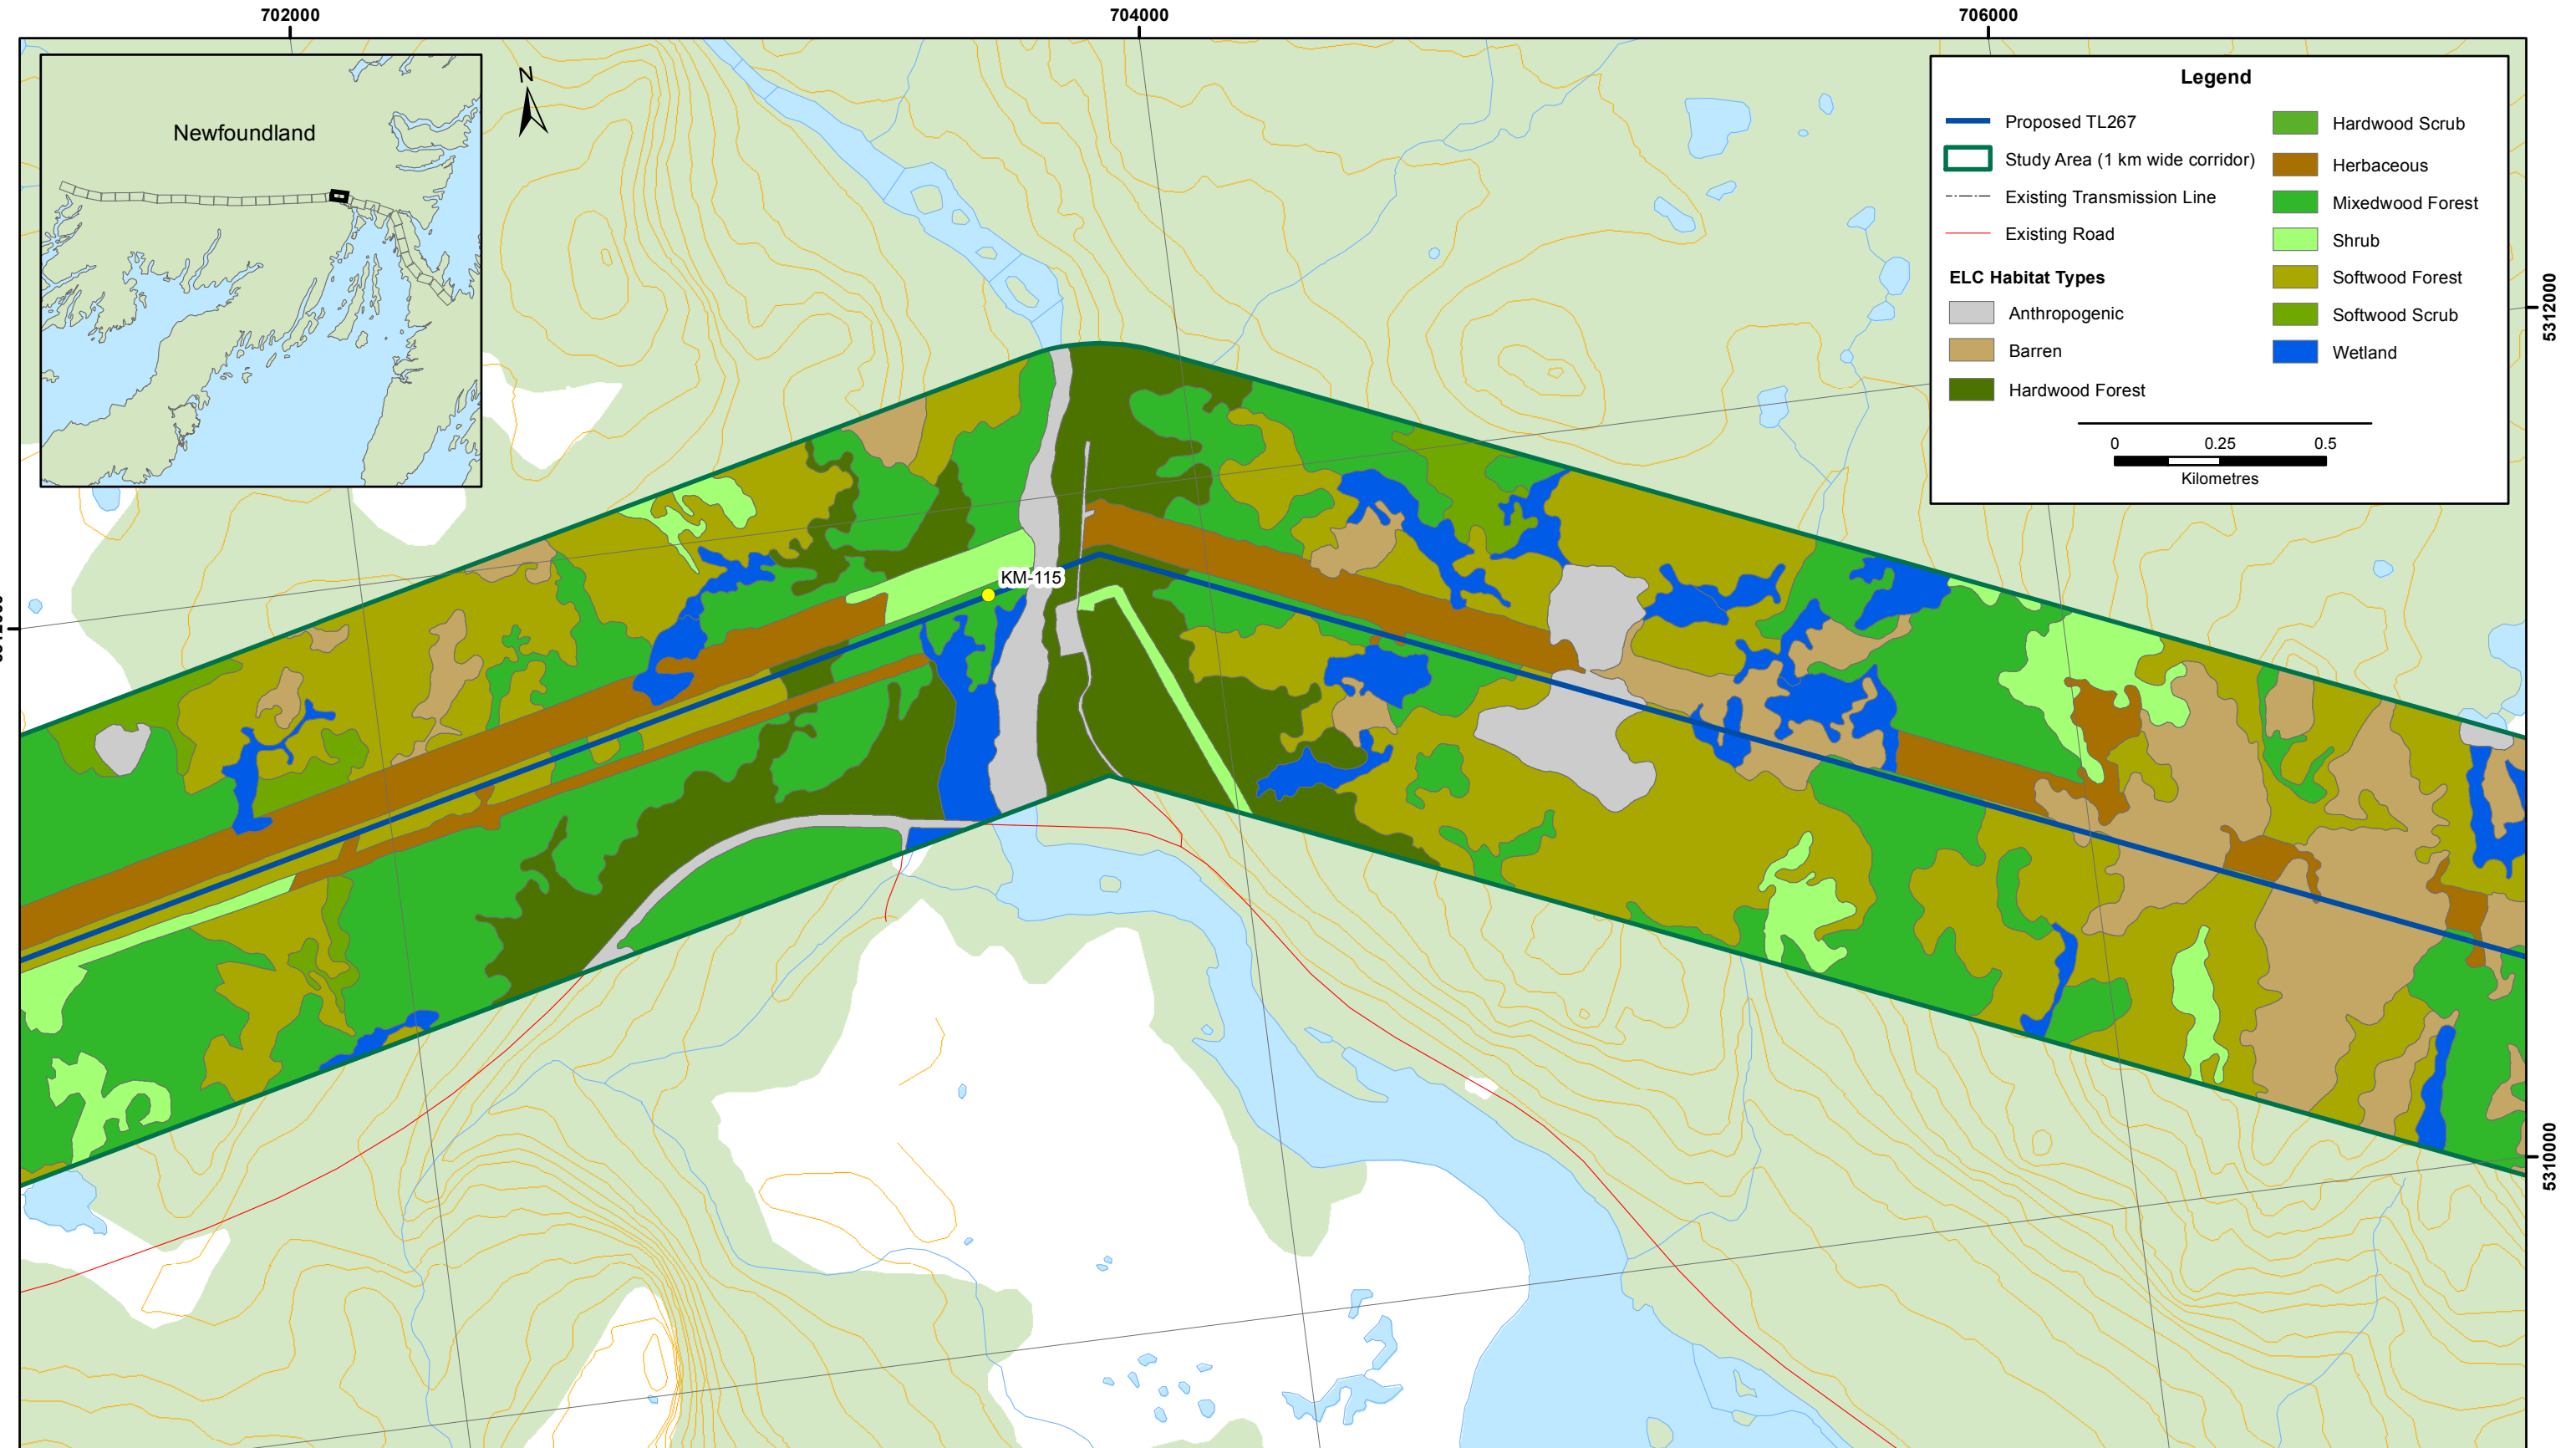 702000
704000
706000
Newfoundland
N
Legend
Proposed TL267
Study Area (1 km wide corridor)
Existing Transmission Line
Existing Road
ELC Habitat Types
Anthropogenic
Barren
Hardwood Forest
Hardwood Scrub
Herbaceous
Mixedwood Forest
Shrub
Softwood Forest
Softwood Scrub
Wetland
0 0.25 0.5
Kilometres
5312000
KM-115
5310000